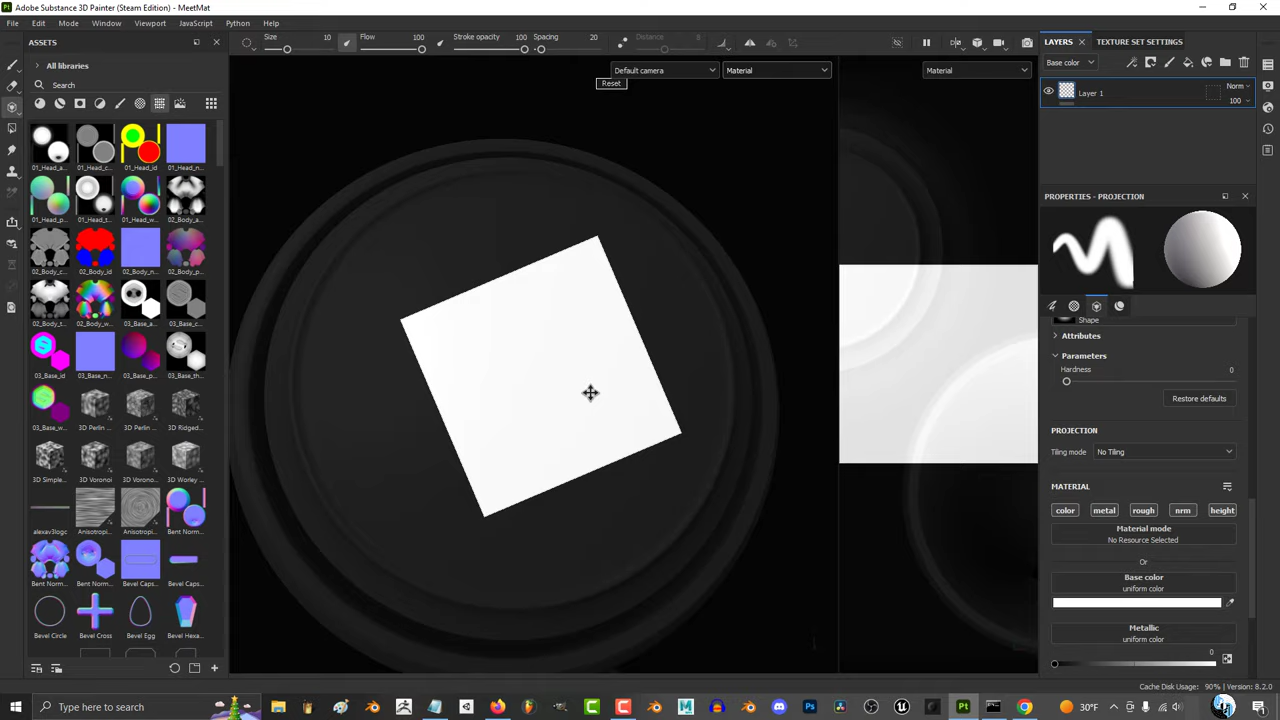 Adobe Substance 3D Painter (Steam Edition) - MeetMat
File Edit Mode Window Viewport JavaScript Python Help
ASSETS
Size 10 Flow 100 Stroke opacity 100 Spacing 20 Distance 8
LAYERS TEXTURE SET SETTINGS
All libraries
Search
Default camera Material Material
Reset
Base color
Layer 1
Norm
100
01_Head_a... 01_Head_c... 01_Head_id 01_Head_n...
01_Head_p... 01_Head_t... 01_Head_w... 02_Body_a...
02_Body_c... 02_Body_id 02_Body_n... 02_Body_p...
02_Body_t... 02_Body_w... 03_Base_a... 03_Base_c...
03_Base_id 03_Base_n... 03_Base_p... 03_Base_th...
03_Base_w... 3D Perlin ... 3D Perlin ... 3D Ridged...
3D Simple... 3D Voronoi 3D Vorono... 3D Worley ...
alexav3logc Anisotropi... Anisotropi... Bent Norm...
Bent Norm... Bent Norm... Bevel Caps... Bevel Caps...
Bevel Circle Bevel Cross Bevel Egg Bevel Hexa...
PROPERTIES - PROJECTION
Shape
Attributes
Parameters
Hardness 0
Restore defaults
PROJECTION
Tiling mode No Tiling
MATERIAL
color metal rough nrm height
Material mode
No Resource Selected
Or
Base color
uniform color
Metallic
uniform color
0
Cache Disk Usage: 90% | Version: 8.2.0
Type here to search
30°F